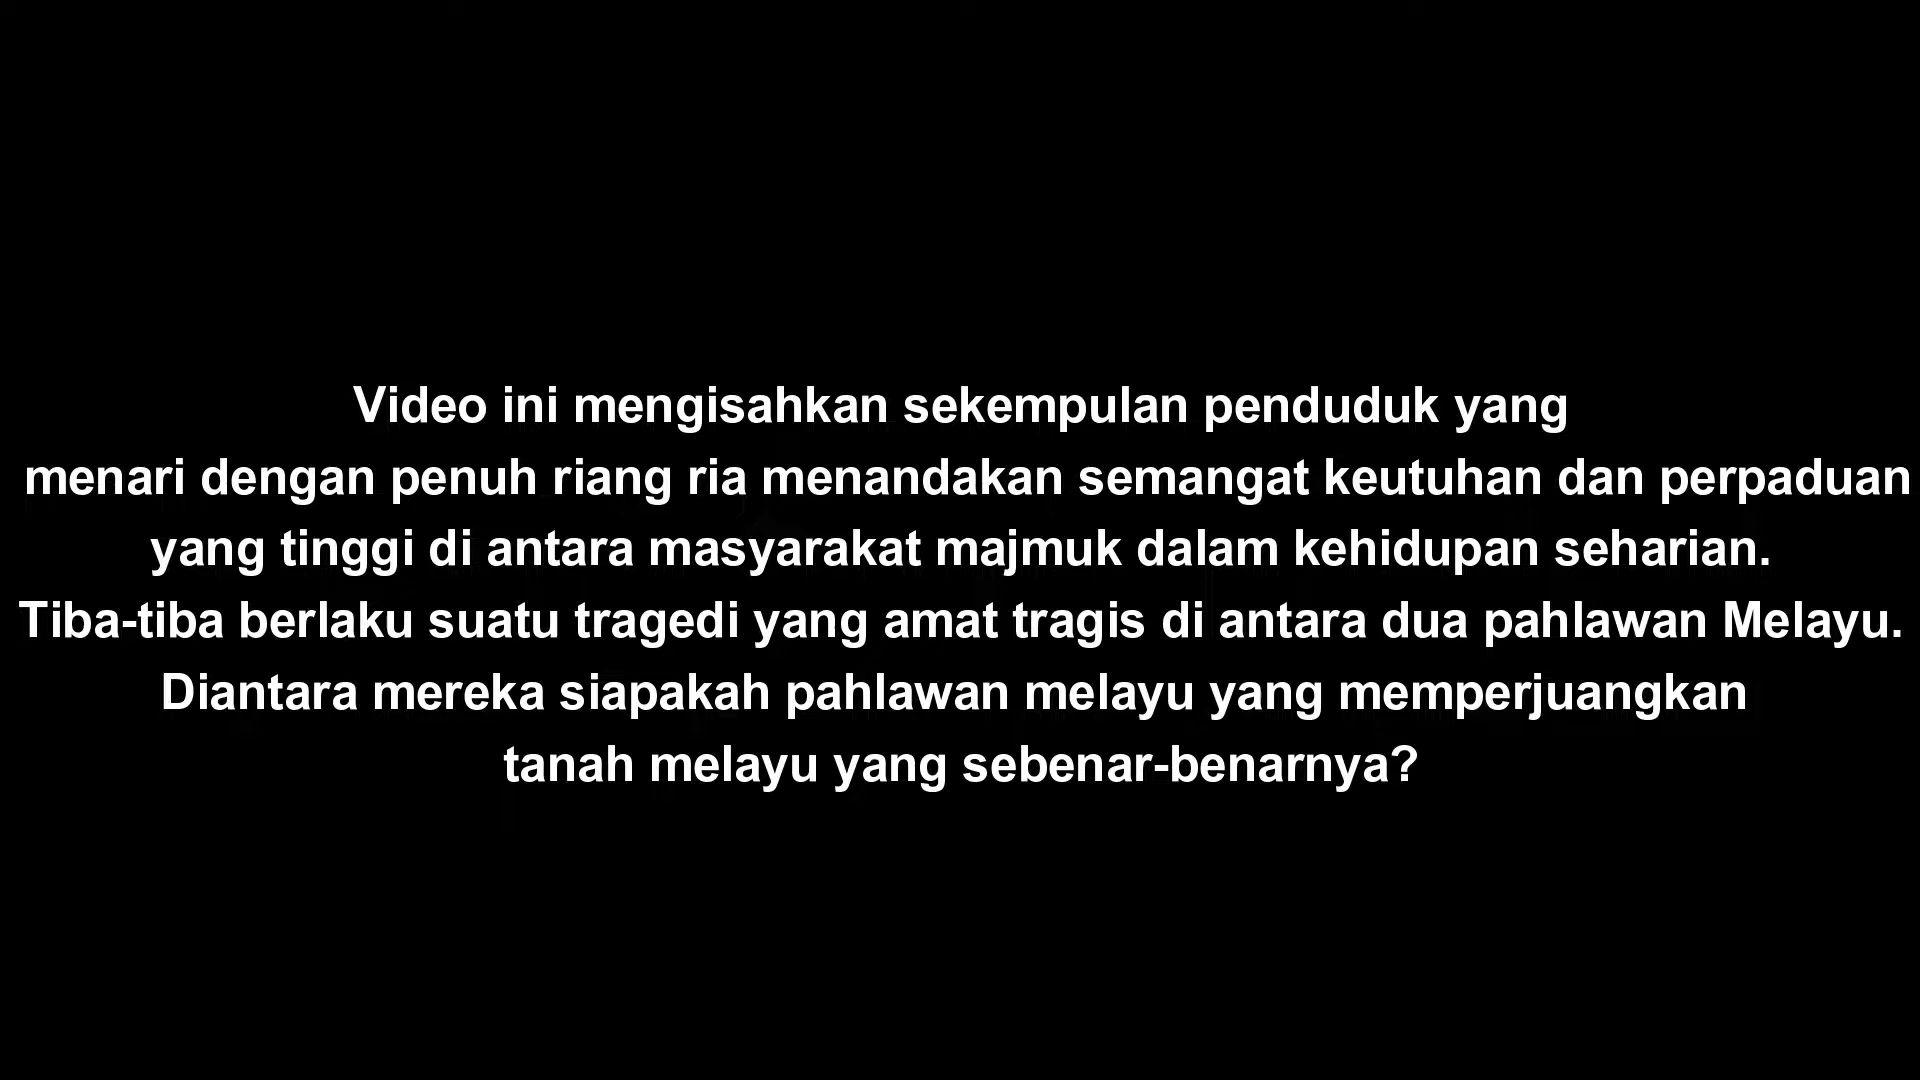 Video ini mengisahkan sekempulan penduduk yang
menari dengan penuh riang ria menandakan semangat keutuhan dan perpaduan
yang tinggi di antara masyarakat majmuk dalam kehidupan seharian.
Tiba-tiba berlaku suatu tragedi yang amat tragis di antara dua pahlawan Melayu.
Diantara mereka siapakah pahlawan melayu yang memperjuangkan
tanah melayu yang sebenar-benarnya?